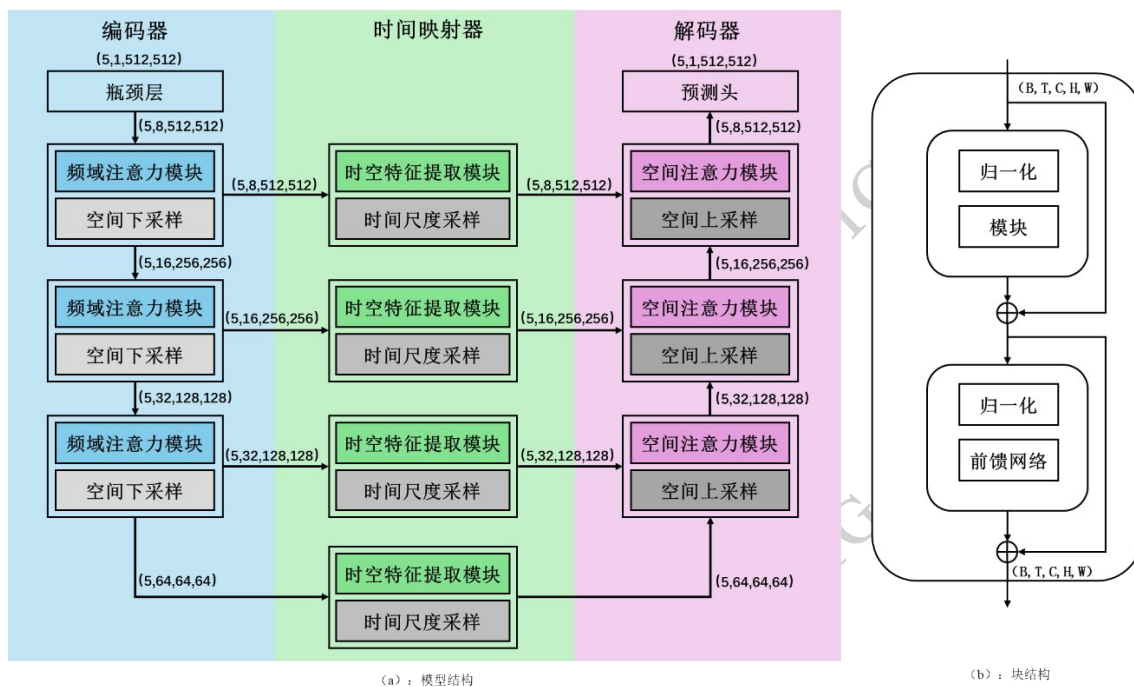 编码器
时间映射器
解码器
(5,1,512,512)
(5,1,512,512)
瓶颈层
预测头
(5,8,512,512)
(5,8,512,512)
频域注意力模块
空间下采样
(5,8,512,512)
时空特征提取模块
时间尺度采样
(5,8,512,512)
空间注意力模块
空间上采样
(5,16,256,256)
(5,16,256,256)
频域注意力模块
空间下采样
(5,16,256,256)
时空特征提取模块
时间尺度采样
(5,16,256,256)
空间注意力模块
空间上采样
(5,32,128,128)
(5,32,128,128)
频域注意力模块
空间下采样
(5,32,128,128)
时空特征提取模块
时间尺度采样
(5,32,128,128)
空间注意力模块
空间上采样
(5,64,64,64)
时空特征提取模块
时间尺度采样
(5,64,64,64)
（a）：模型结构
(B, T, C, H, W)
归一化
模块
归一化
前馈网络
(B, T, C, H, W)
（b）：块结构